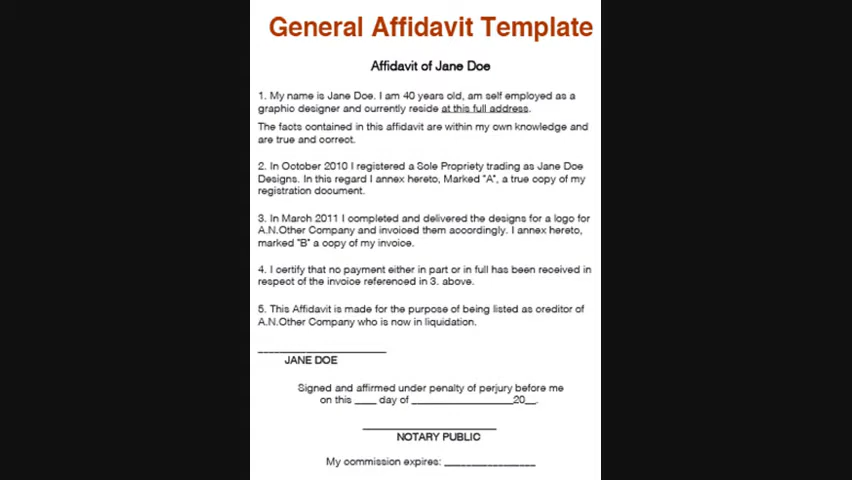 General Affidavit Template
Affidavit of Jane Doe
1. My name is Jane Doe. I am 40 years old, am self employed as a
graphic designer and currently reside at this full address.
The facts contained in this affidavit are within my own knowledge and
are true and correct.
2. In October 2010 I registered a Sole Propriety trading as Jane Doe
Designs. In this regard I annex hereto, Marked "A", a true copy of my
registration document.
3. In March 2011 I completed and delivered the designs for a logo for
A.N.Other Company and invoiced them accordingly. I annex hereto,
marked "B" a copy of my invoice.
4. I certify that no payment either in part or in full has been received in
respect of the invoice referenced in 3. above.
5. This Affidavit is made for the purpose of being listed as creditor of
A.N.Other Company who is now in liquidation.
JANE DOE
Signed and affirmed under penalty of perjury before me
on this ____ day of __________________20__.
NOTARY PUBLIC
My commission expires: ________________